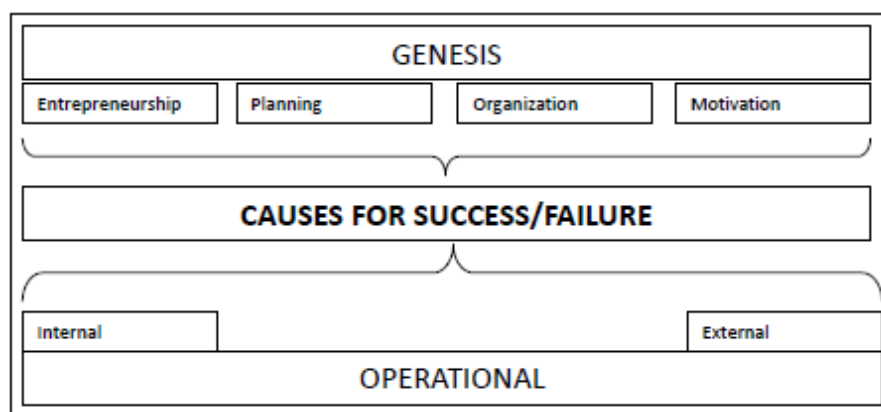 GENESIS
Entrepreneurship
Planning
Organization
Motivation
CAUSES FOR SUCCESS/FAILURE
Internal
External
OPERATIONAL